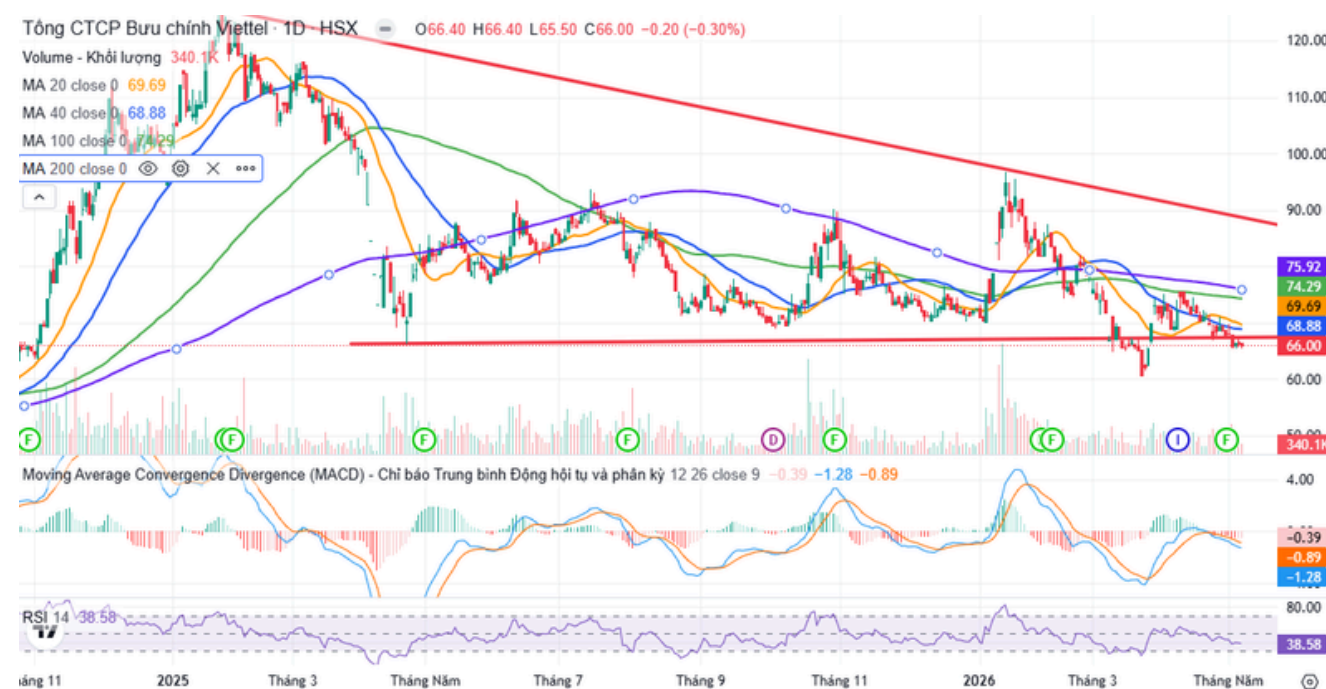 Tổng CTCP Bưu chính Viettel · 1D · HSX O66.40 H66.40 L65.50 C66.00 −0.20 (−0.30%)
Volume - Khối lượng 340.1K
MA 20 close 0 69.69
MA 40 close 0 68.88
MA 100 close 0 74.29
MA 200 close 0
120.00
110.00
100.00
90.00
75.92
74.29
69.69
68.88
66.00
60.00
340.1K
F F F F D F F I F
Moving Average Convergence Divergence (MACD) - Chỉ báo Trung bình Động hội tụ và phân kỳ 12 26 close 9 −0.39 −1.28 −0.89
4.00
−0.39
−0.89
−1.28
RSI 14 38.58
80.00
38.58
Tháng 11 2025 Tháng 3 Tháng Năm Tháng 7 Tháng 9 Tháng 11 2026 Tháng 3 Tháng Năm